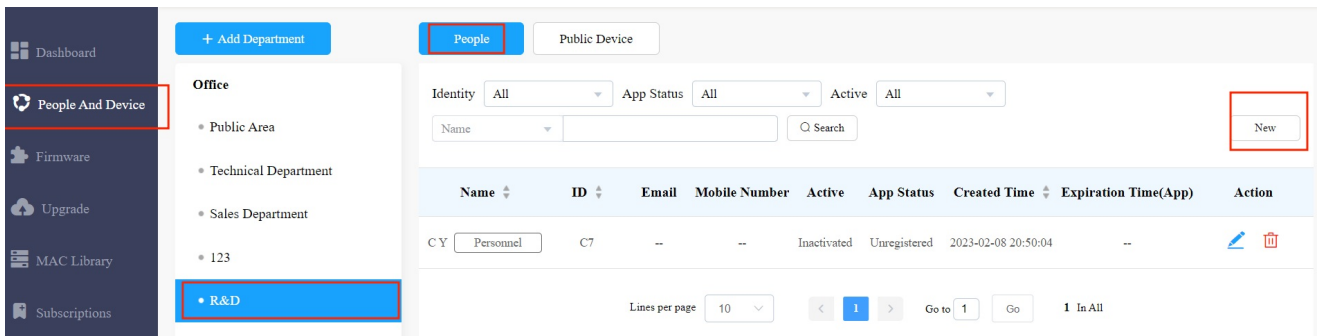 Dashboard
People And Device
Firmware
Upgrade
MAC Library
Subscriptions
+ Add Department
Office
Public Area
Technical Department
Sales Department
123
R&D
People Public Device
Identity All App Status All Active All
Name Search New
Name ID Email Mobile Number Active App Status Created Time Expiration Time(App) Action
C Y Personnel C7 -- -- Inactivated Unregistered 2023-02-08 20:50:04 --
Lines per page 10 < 1 > Go to 1 Go 1 In All